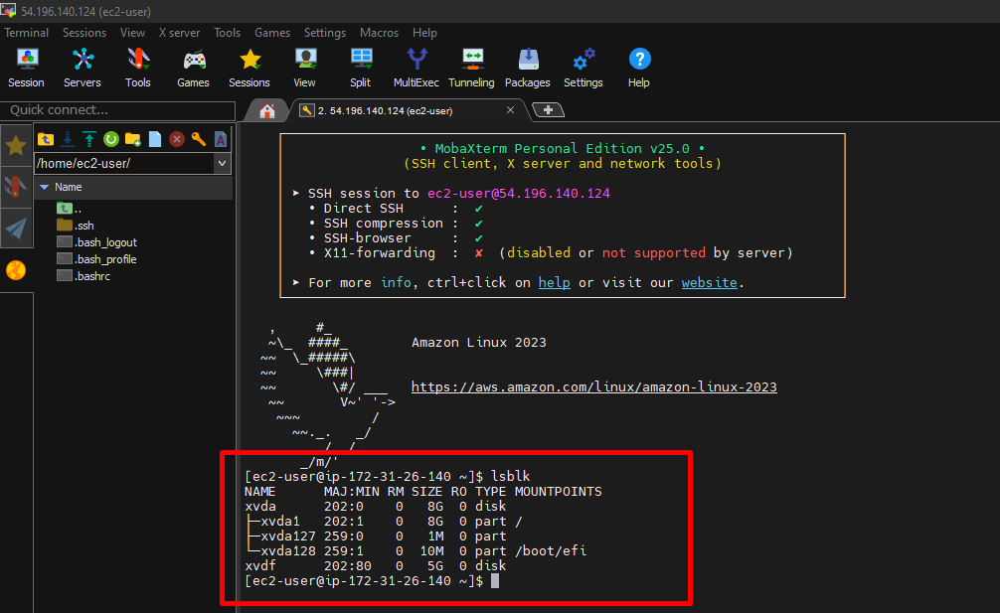 54.196.140.124 (ec2-user)
Terminal Sessions View X server Tools Games Settings Macros Help
Session Servers Tools Games Sessions View Split MultiExec Tunneling Packages Settings Help
Quick connect...
2. 54.196.140.124 (ec2-user)
/home/ec2-user/
Name
..
.ssh
.bash_logout
.bash_profile
.bashrc
• MobaXterm Personal Edition v25.0 •
(SSH client, X server and network tools)
➤ SSH session to ec2-user@54.196.140.124
• Direct SSH : ✔
• SSH compression : ✔
• SSH-browser : ✔
• X11-forwarding : ✘ (disabled or not supported by server)
➤ For more info, ctrl+click on help or visit our website.
, #_
~\_ ####_ Amazon Linux 2023
~~ \_#####\
~~ \###|
~~ \#/ ___ https://aws.amazon.com/linux/amazon-linux-2023
~~ V~' '->
~~~ /
~~._. _/
_/ _/
_/m/'
[ec2-user@ip-172-31-26-140 ~]$ lsblk
NAME MAJ:MIN RM SIZE RO TYPE MOUNTPOINTS
xvda 202:0 0 8G 0 disk
├─xvda1 202:1 0 8G 0 part /
├─xvda127 259:0 0 1M 0 part
└─xvda128 259:1 0 10M 0 part /boot/efi
xvdf 202:80 0 5G 0 disk
[ec2-user@ip-172-31-26-140 ~]$